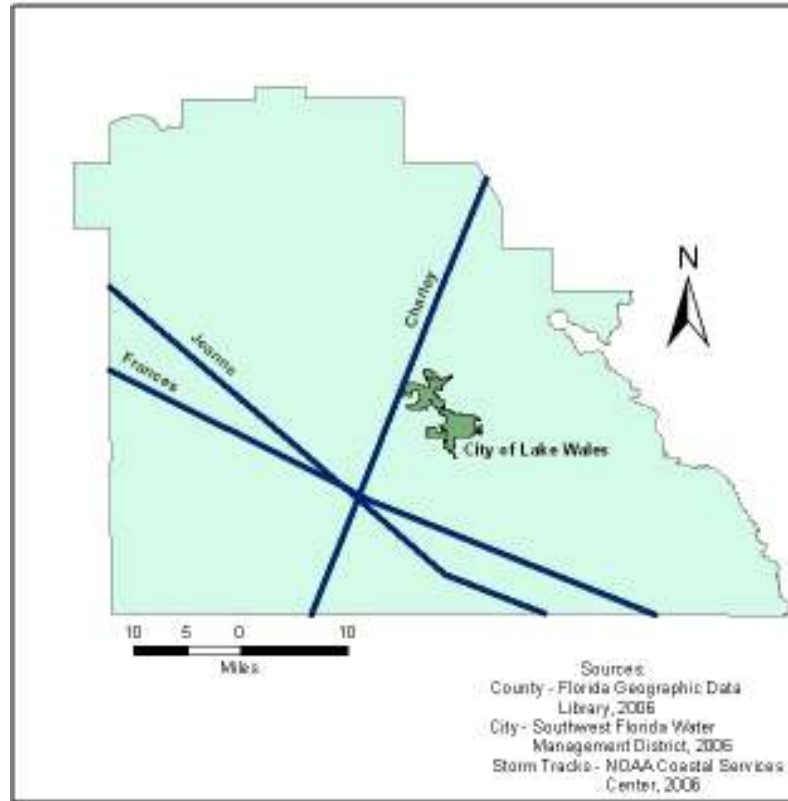 N
Charley
Jeanne
Frances
City of Lake Wales
10 5 0 10
Miles
Sources:
County - Florida Geographic Data
Library, 2006
City - Southwest Florida Water
Management District, 2006
Storm Tracks - NOAA Coastal Services
Center, 2006